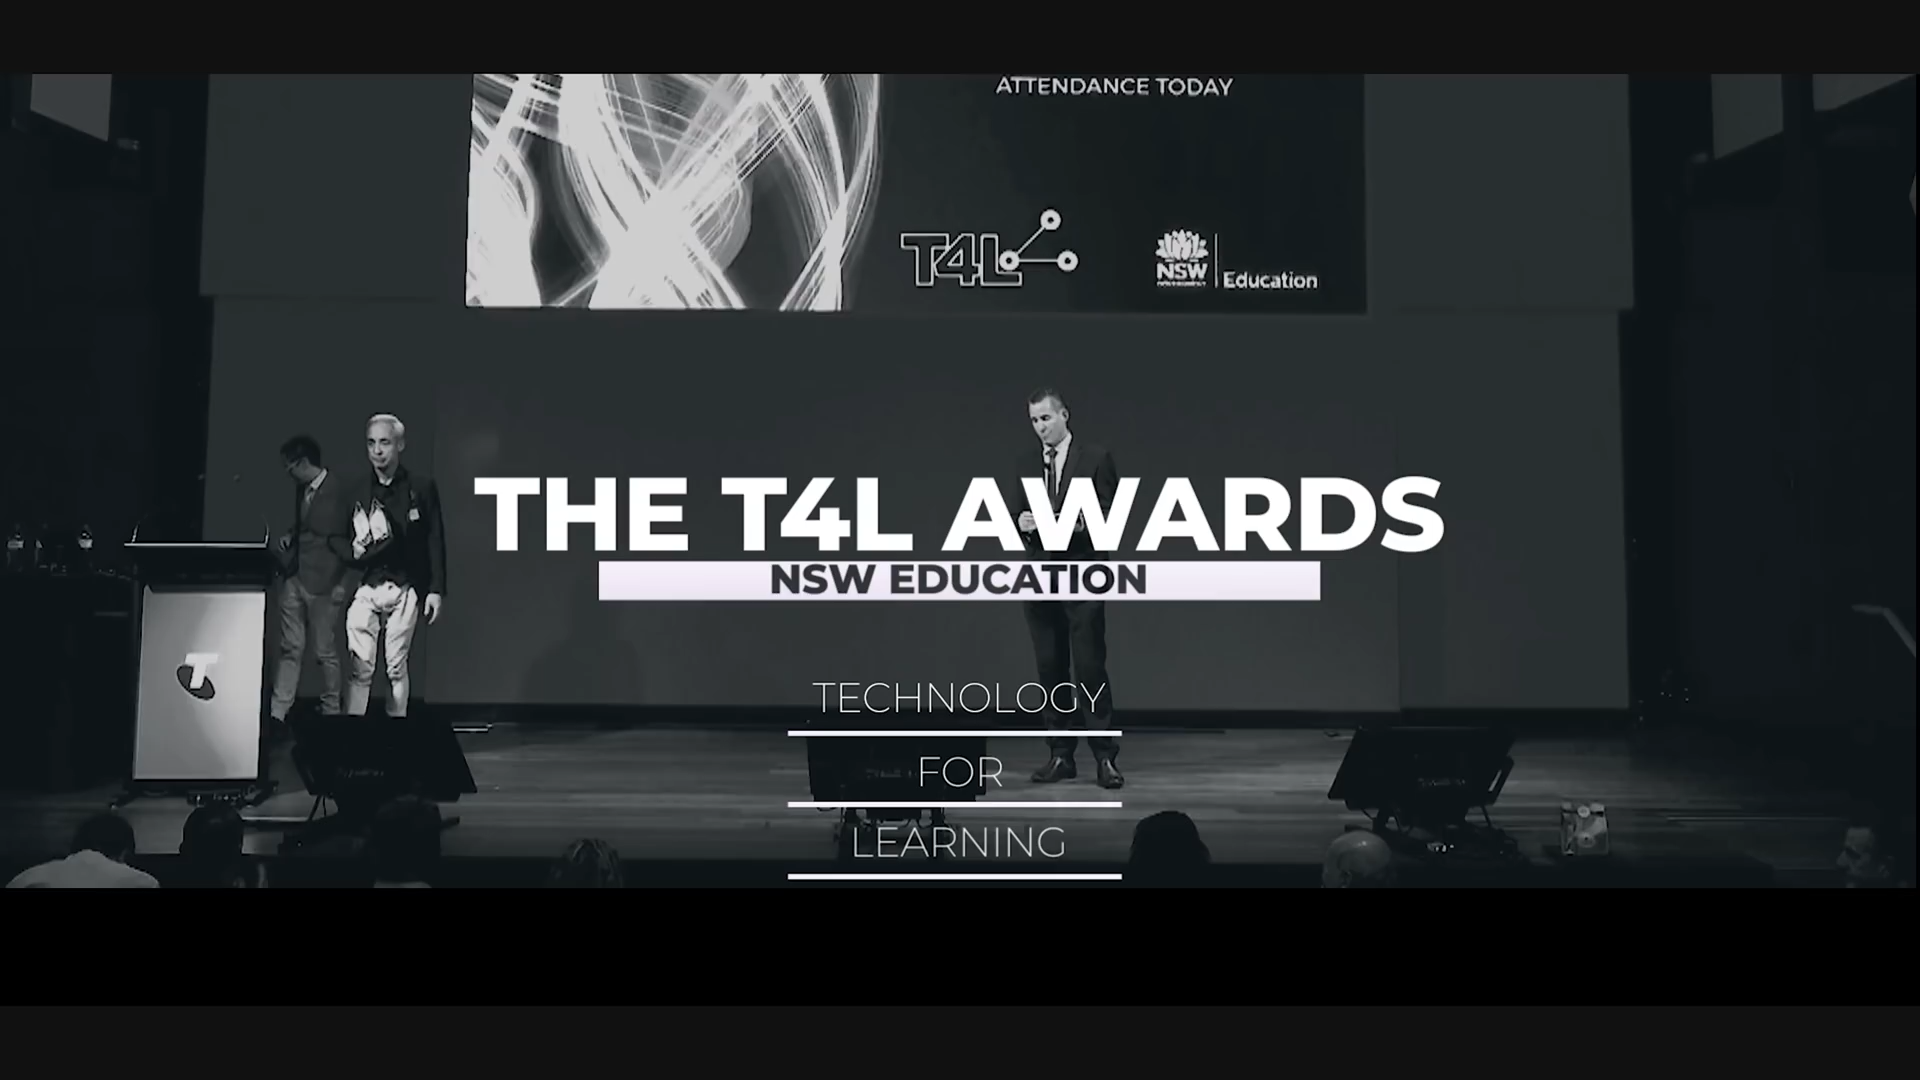 ATTENDANCE TODAY
T4L
NSW
Education
THE T4L AWARDS
NSW EDUCATION
T
TECHNOLOGY
FOR
LEARNING